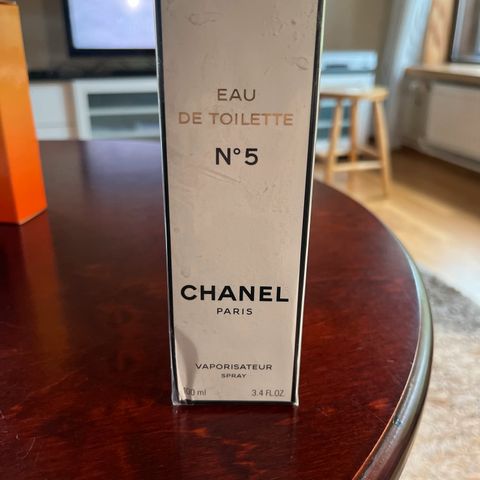 EAU
DE TOILETTE
N°5
CHANEL
PARIS
VAPORISATEUR
SPRAY
100 ml 3.4 FL.OZ